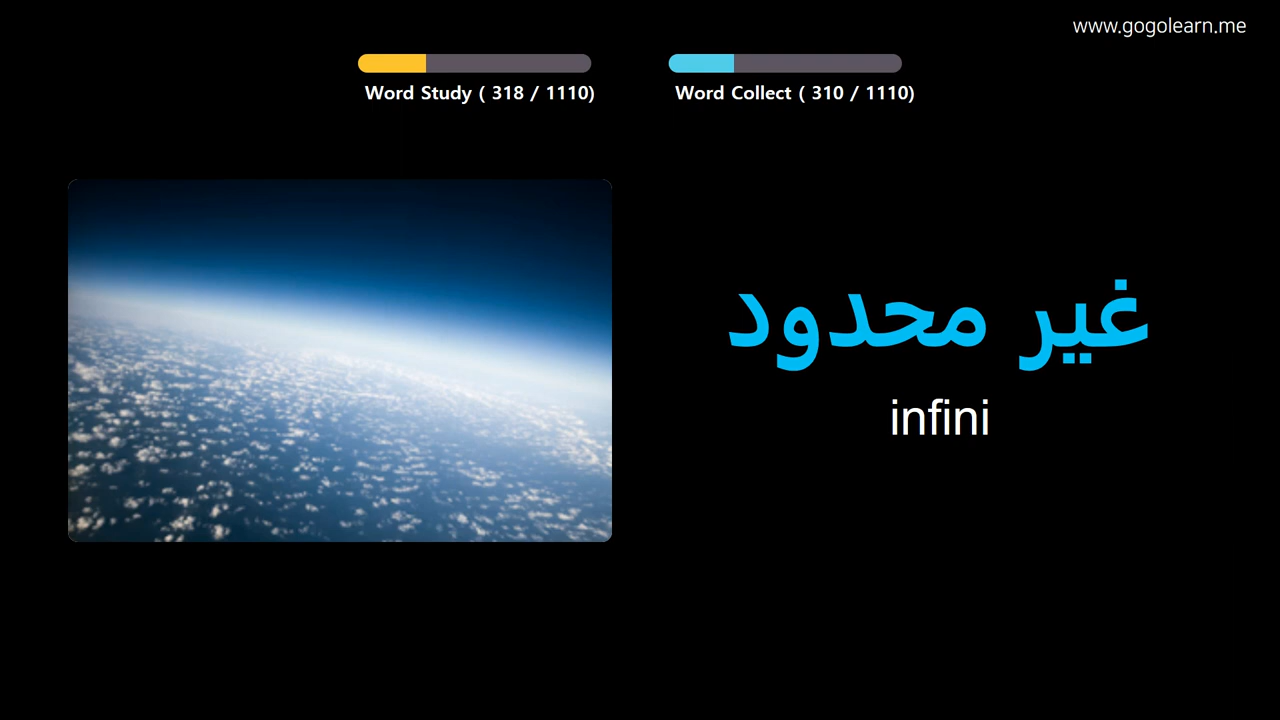 www.gogolearn.me
Word Study ( 318 / 1110)
Word Collect ( 310 / 1110)
غير محدود
infini